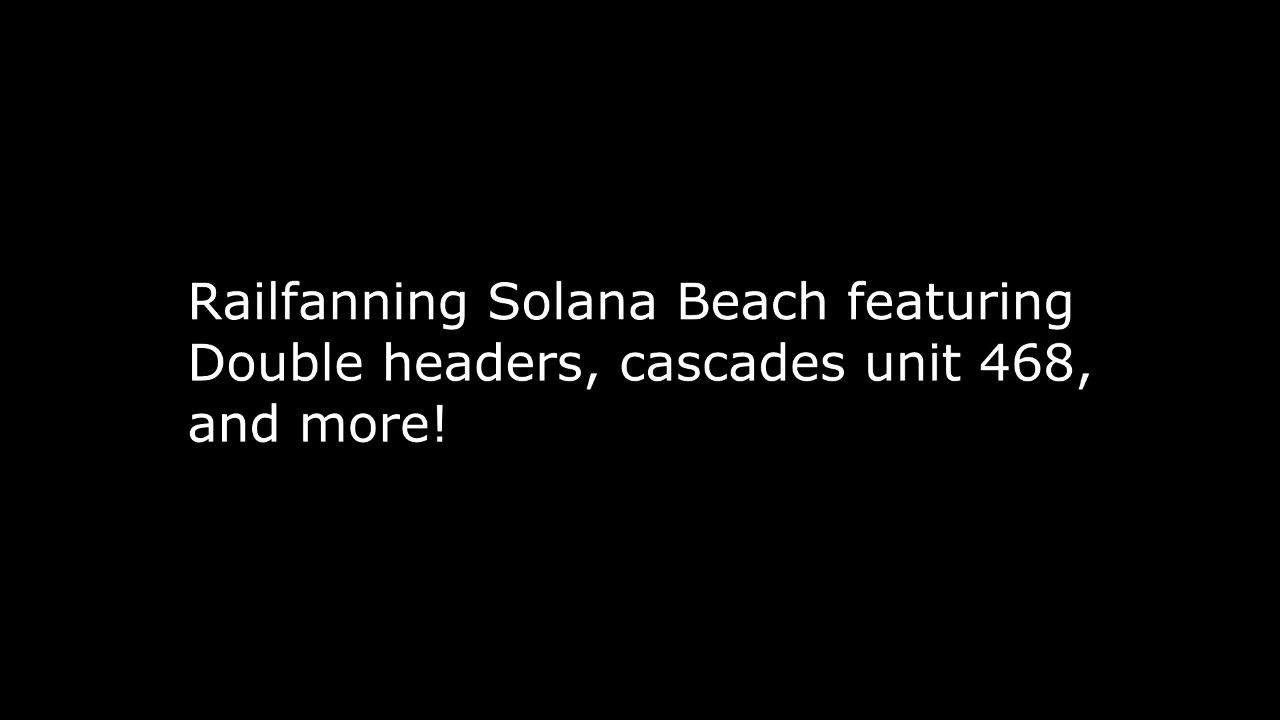 Railfanning Solana Beach featuring
Double headers, cascades unit 468,
and more!